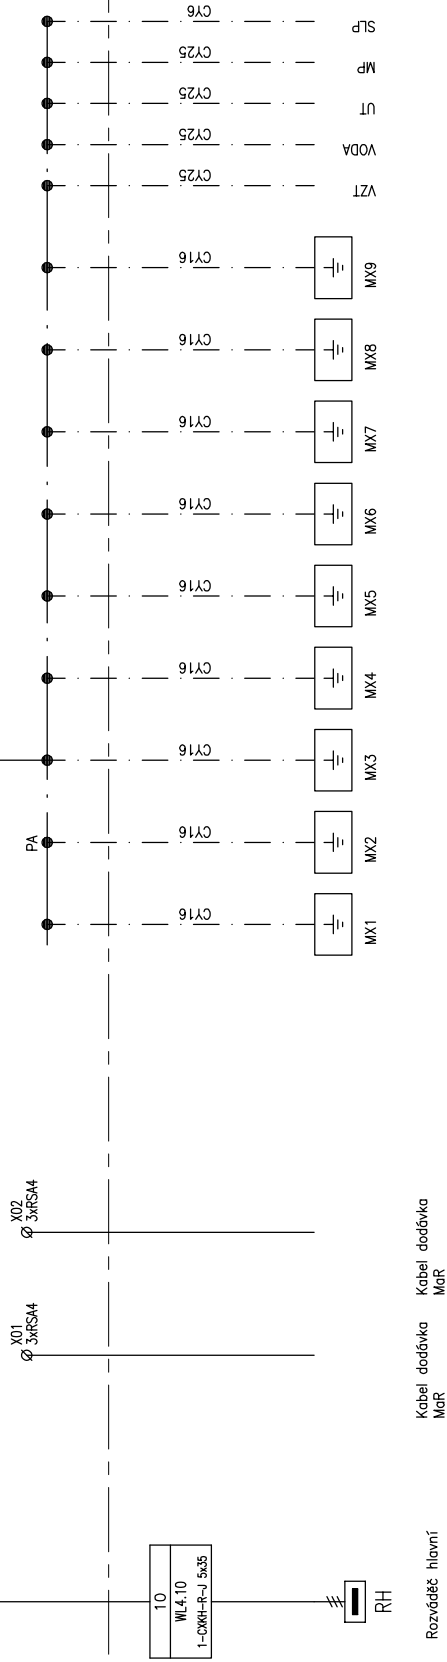 CY6
SLP
CY25
MP
CY25
UT
CY25
VODA
CY25
VZT
CY16
MX9
CY16
MX8
CY16
MX7
CY16
MX6
CY16
MX5
CY16
MX4
CY16
MX3
PA
CY16
MX2
CY16
MX1
X02
3xRSA4
Kabel dodávka
MaR
X01
3xRSA4
Kabel dodávka
MaR
10
WL4.10
1-CXKH-R-J 5x35
RH
Rozváděč hlavní